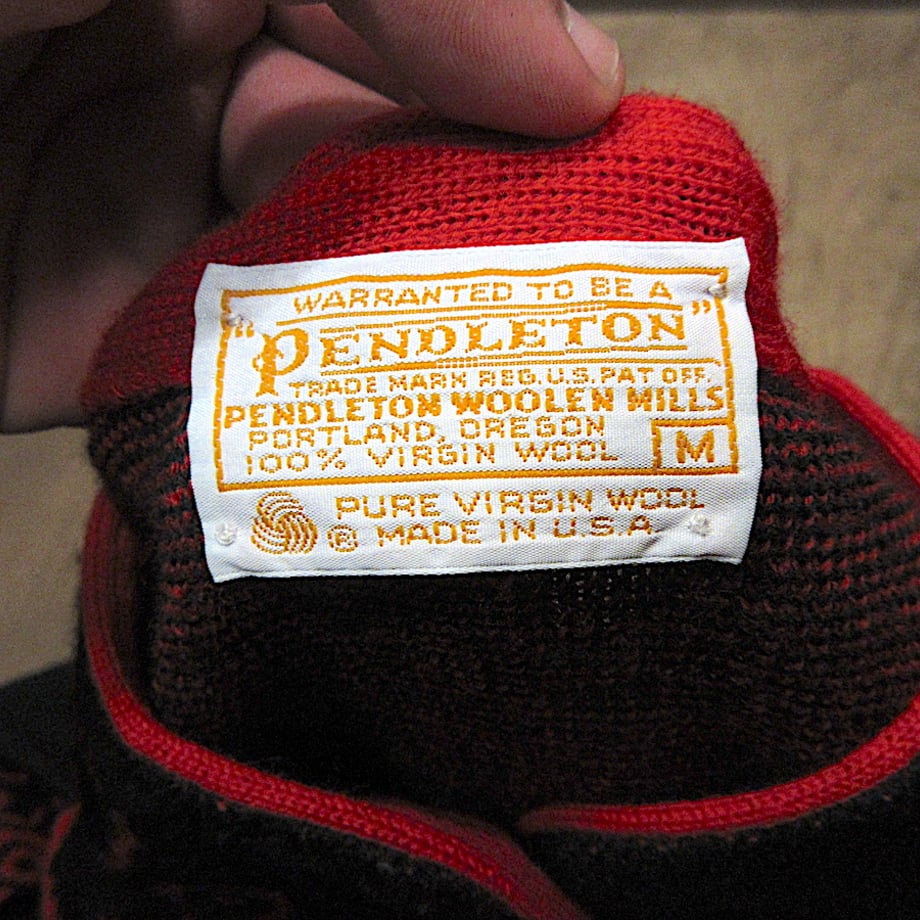 WARRANTED TO BE A
"PENDLETON"
TRADE MARK REG. U.S. PAT OFF.
PENDLETON WOOLEN MILLS
PORTLAND, OREGON
100% VIRGIN WOOL
M
PURE VIRGIN WOOL
® MADE IN U.S.A.